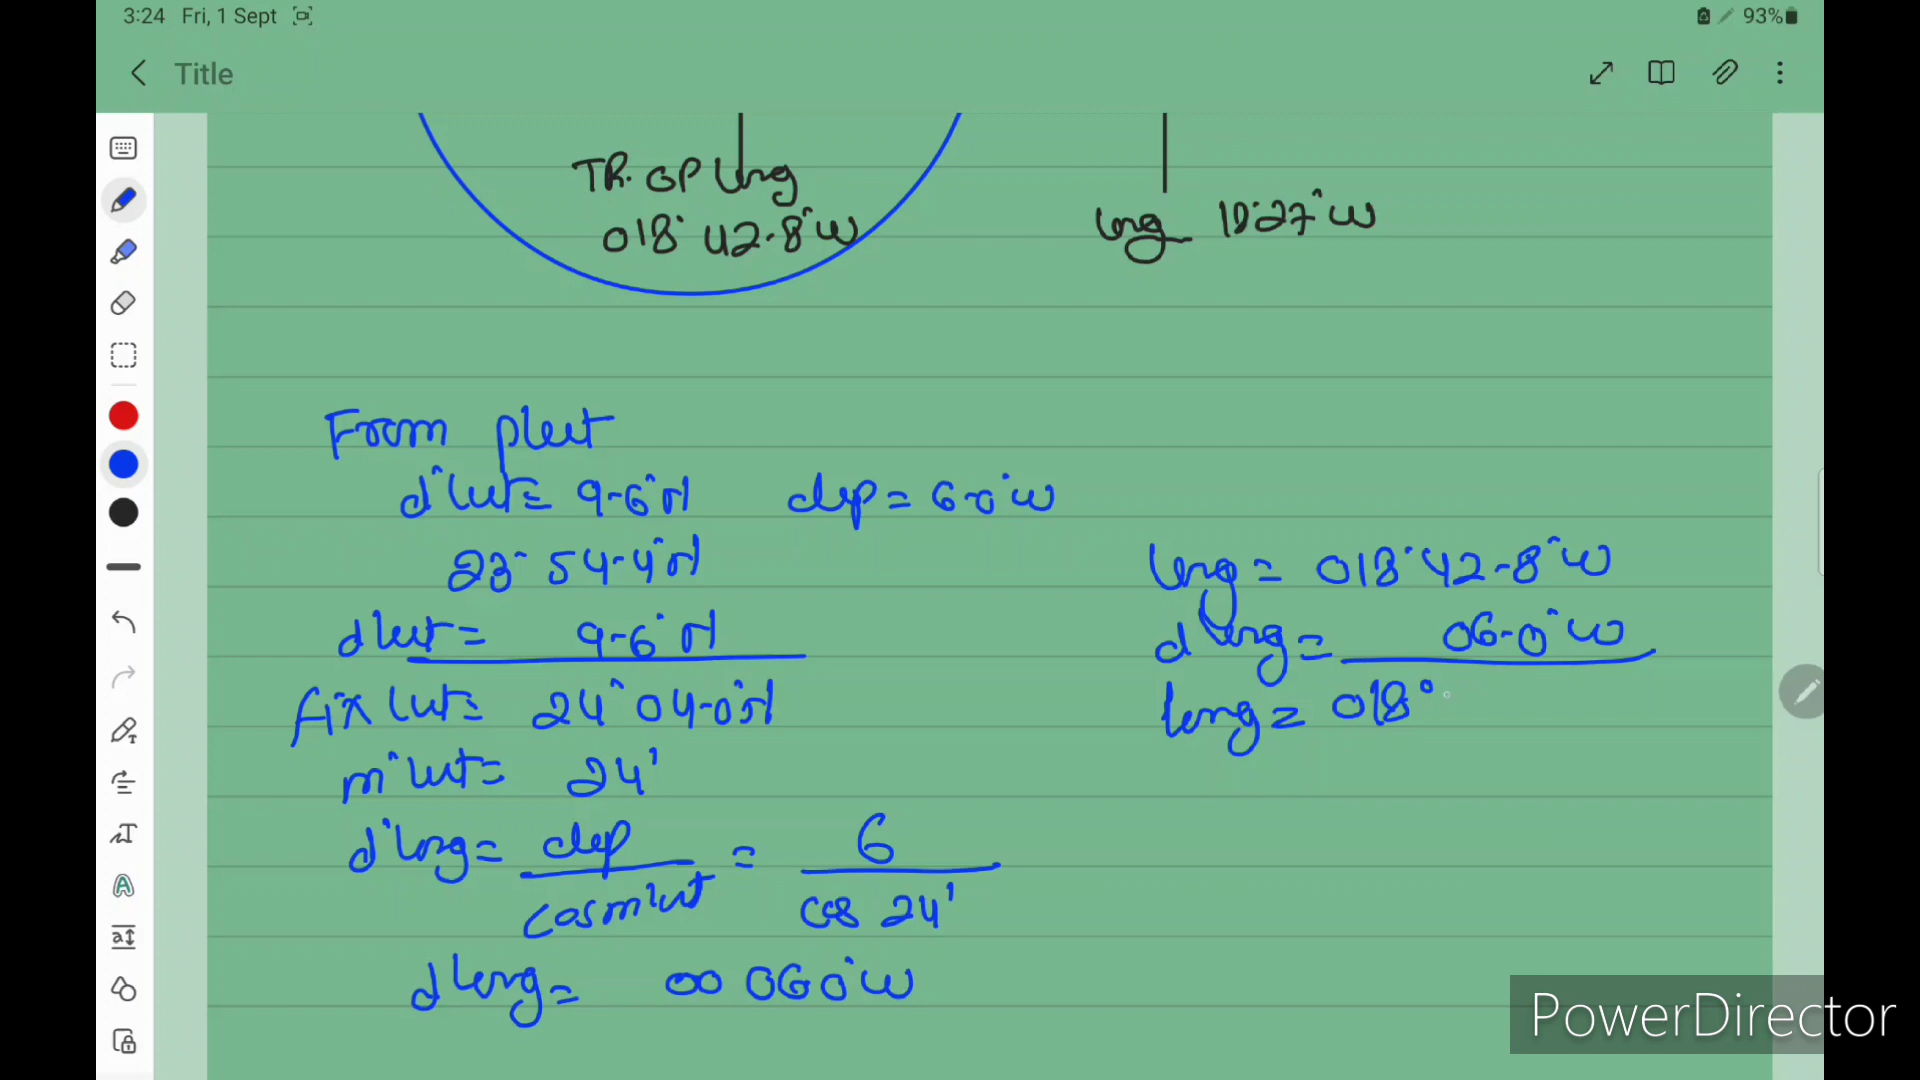 3:24 Fri, 1 Sept 93%
Title
TR. GP long
018° 42.8' W
long 18° 27' W
From plot
d'lat = 9.6' N dep = 6.0' W
23° 54.4' N
d lat = 9.6' N
fix lat = 24° 04.0' N
m'lat = 24'
d'long = dep / cos m'lat = 6 / cos 24'
d long = 00 06.0' W
long = 018° 42.8' W
d long = 06.0' W
long = 018°
PowerDirector